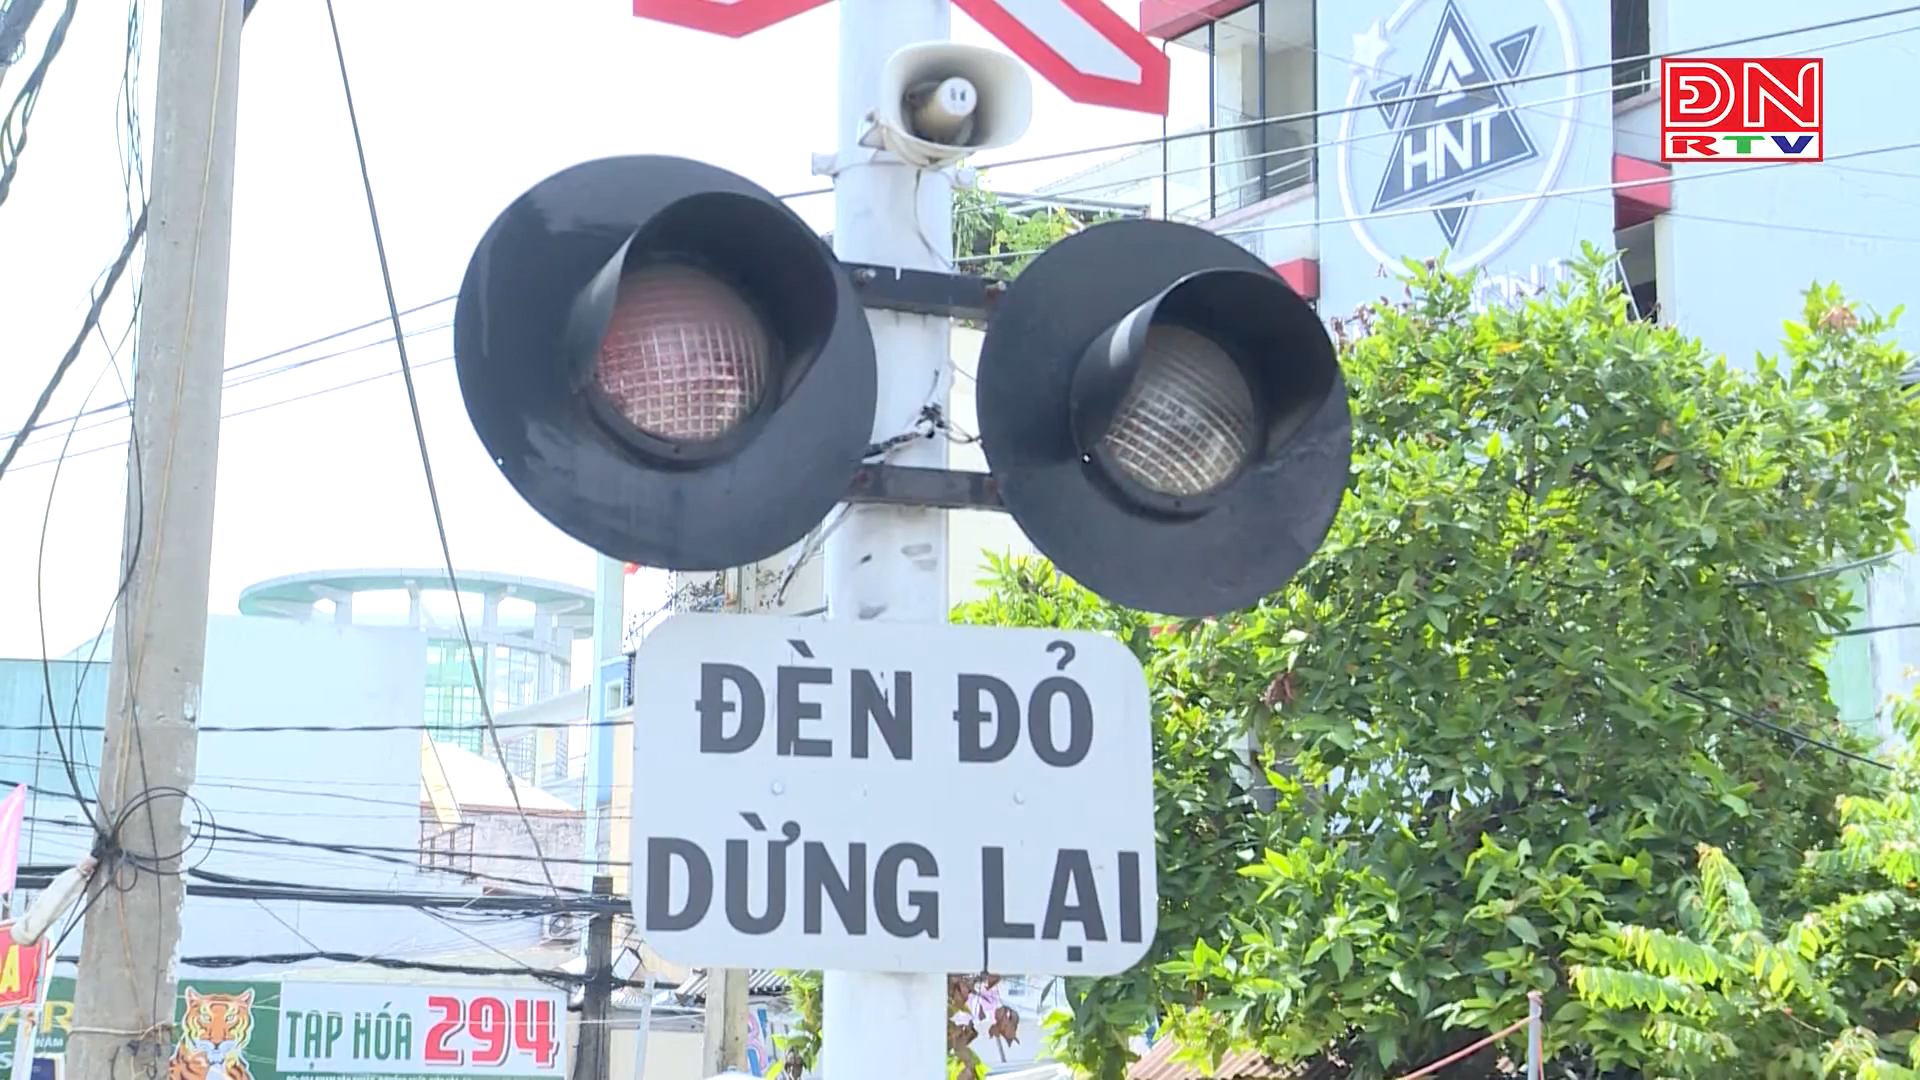 ĐN
RTV
A
HNT
ĐÈN ĐỎ
DỪNG LẠI
TẠP HÓA 294